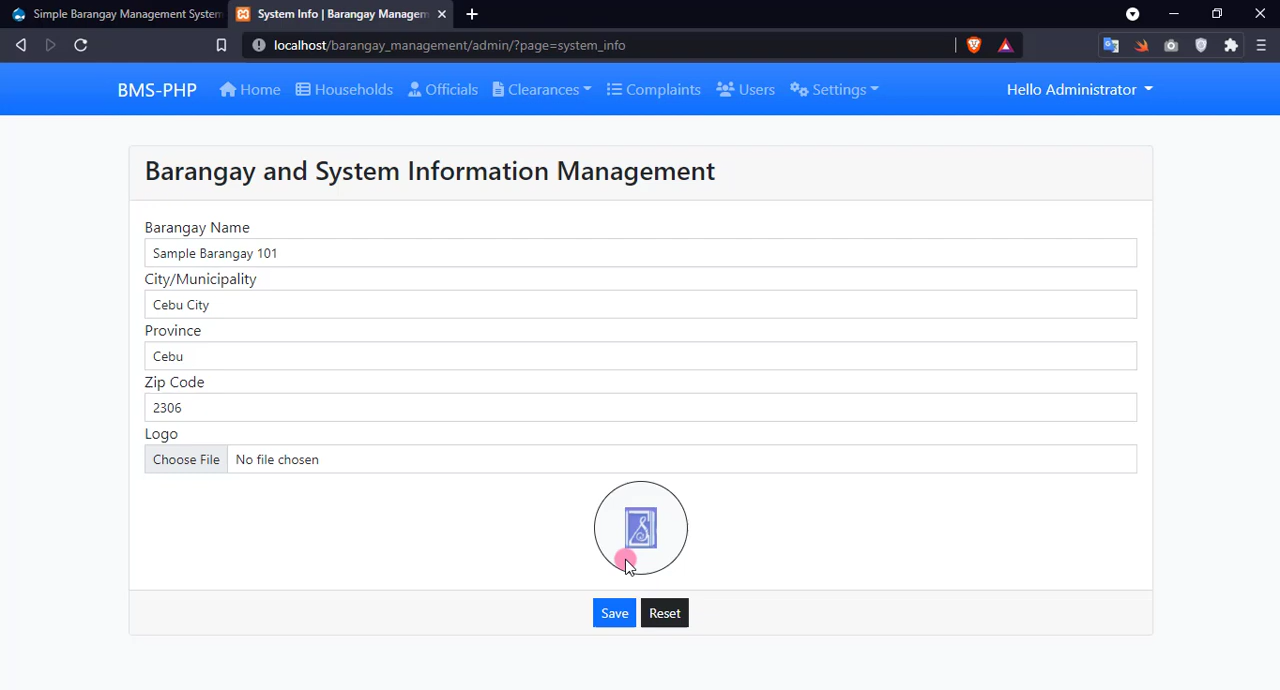 Simple Barangay Management System
System Info | Barangay Managem
localhost/barangay_management/admin/?page=system_info
BMS-PHP Home Households Officials Clearances Complaints Users Settings Hello Administrator
Barangay and System Information Management
Barangay Name
Sample Barangay 101
City/Municipality
Cebu City
Province
Cebu
Zip Code
2306
Logo
Choose File No file chosen
Save Reset